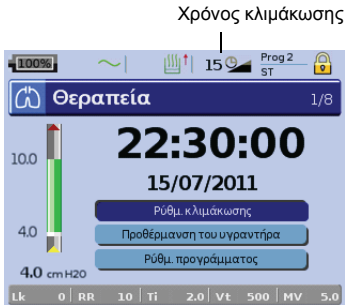 Χρόνος κλιμάκωσης
100% 15 Prog 2
ST
Θεραπεία 1/8
22:30:00
10.0
15/07/2011
Ρύθμ. κλιμάκωσης
4.0 Προθέρμανση του υγραντήρα
Ρύθμ. προγράμματος
4.0 cm H2O
Lk 0 RR 10 Ti 2.0 Vt 500 MV 5.0